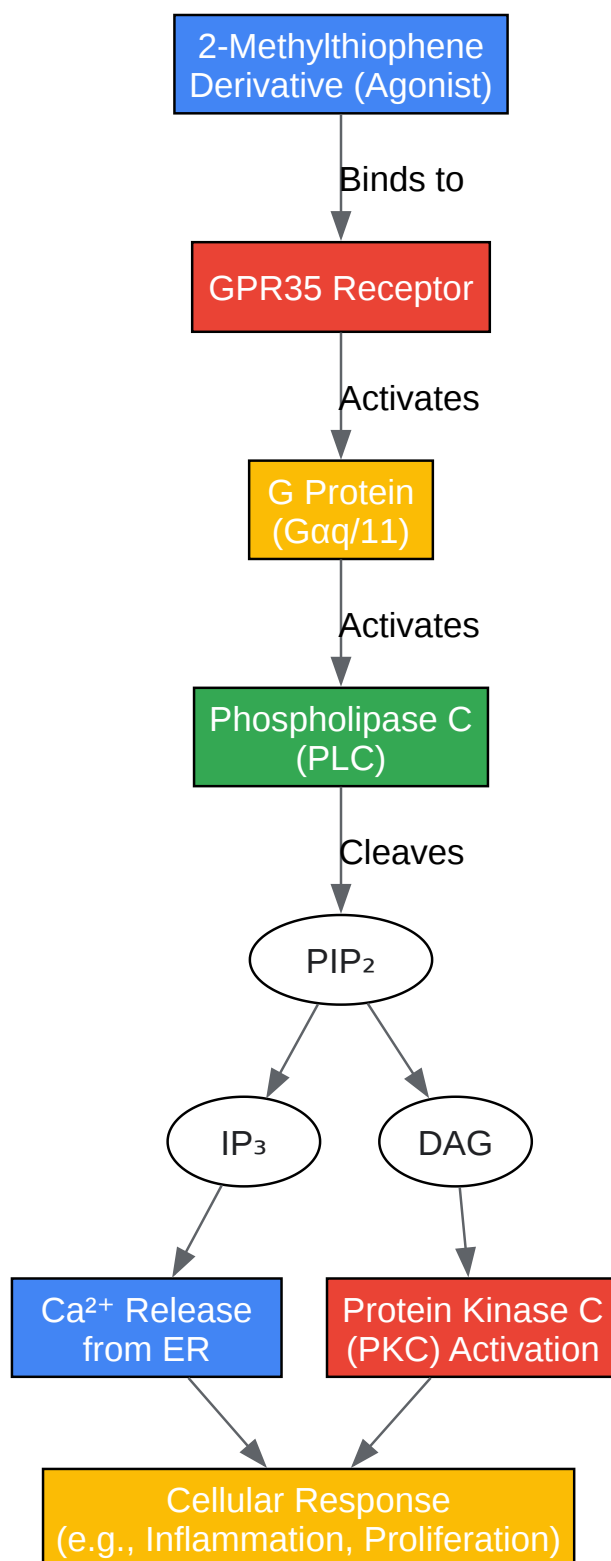 2-Methylthiophene
Derivative (Agonist)
Binds to
GPR35 Receptor
Activates
G Protein
(Gαq/11)
Activates
Phospholipase C
(PLC)
Cleaves
PIP₂
IP₃
DAG
Ca²⁺ Release
from ER
Protein Kinase C
(PKC) Activation
Cellular Response
(e.g., Inflammation, Proliferation)